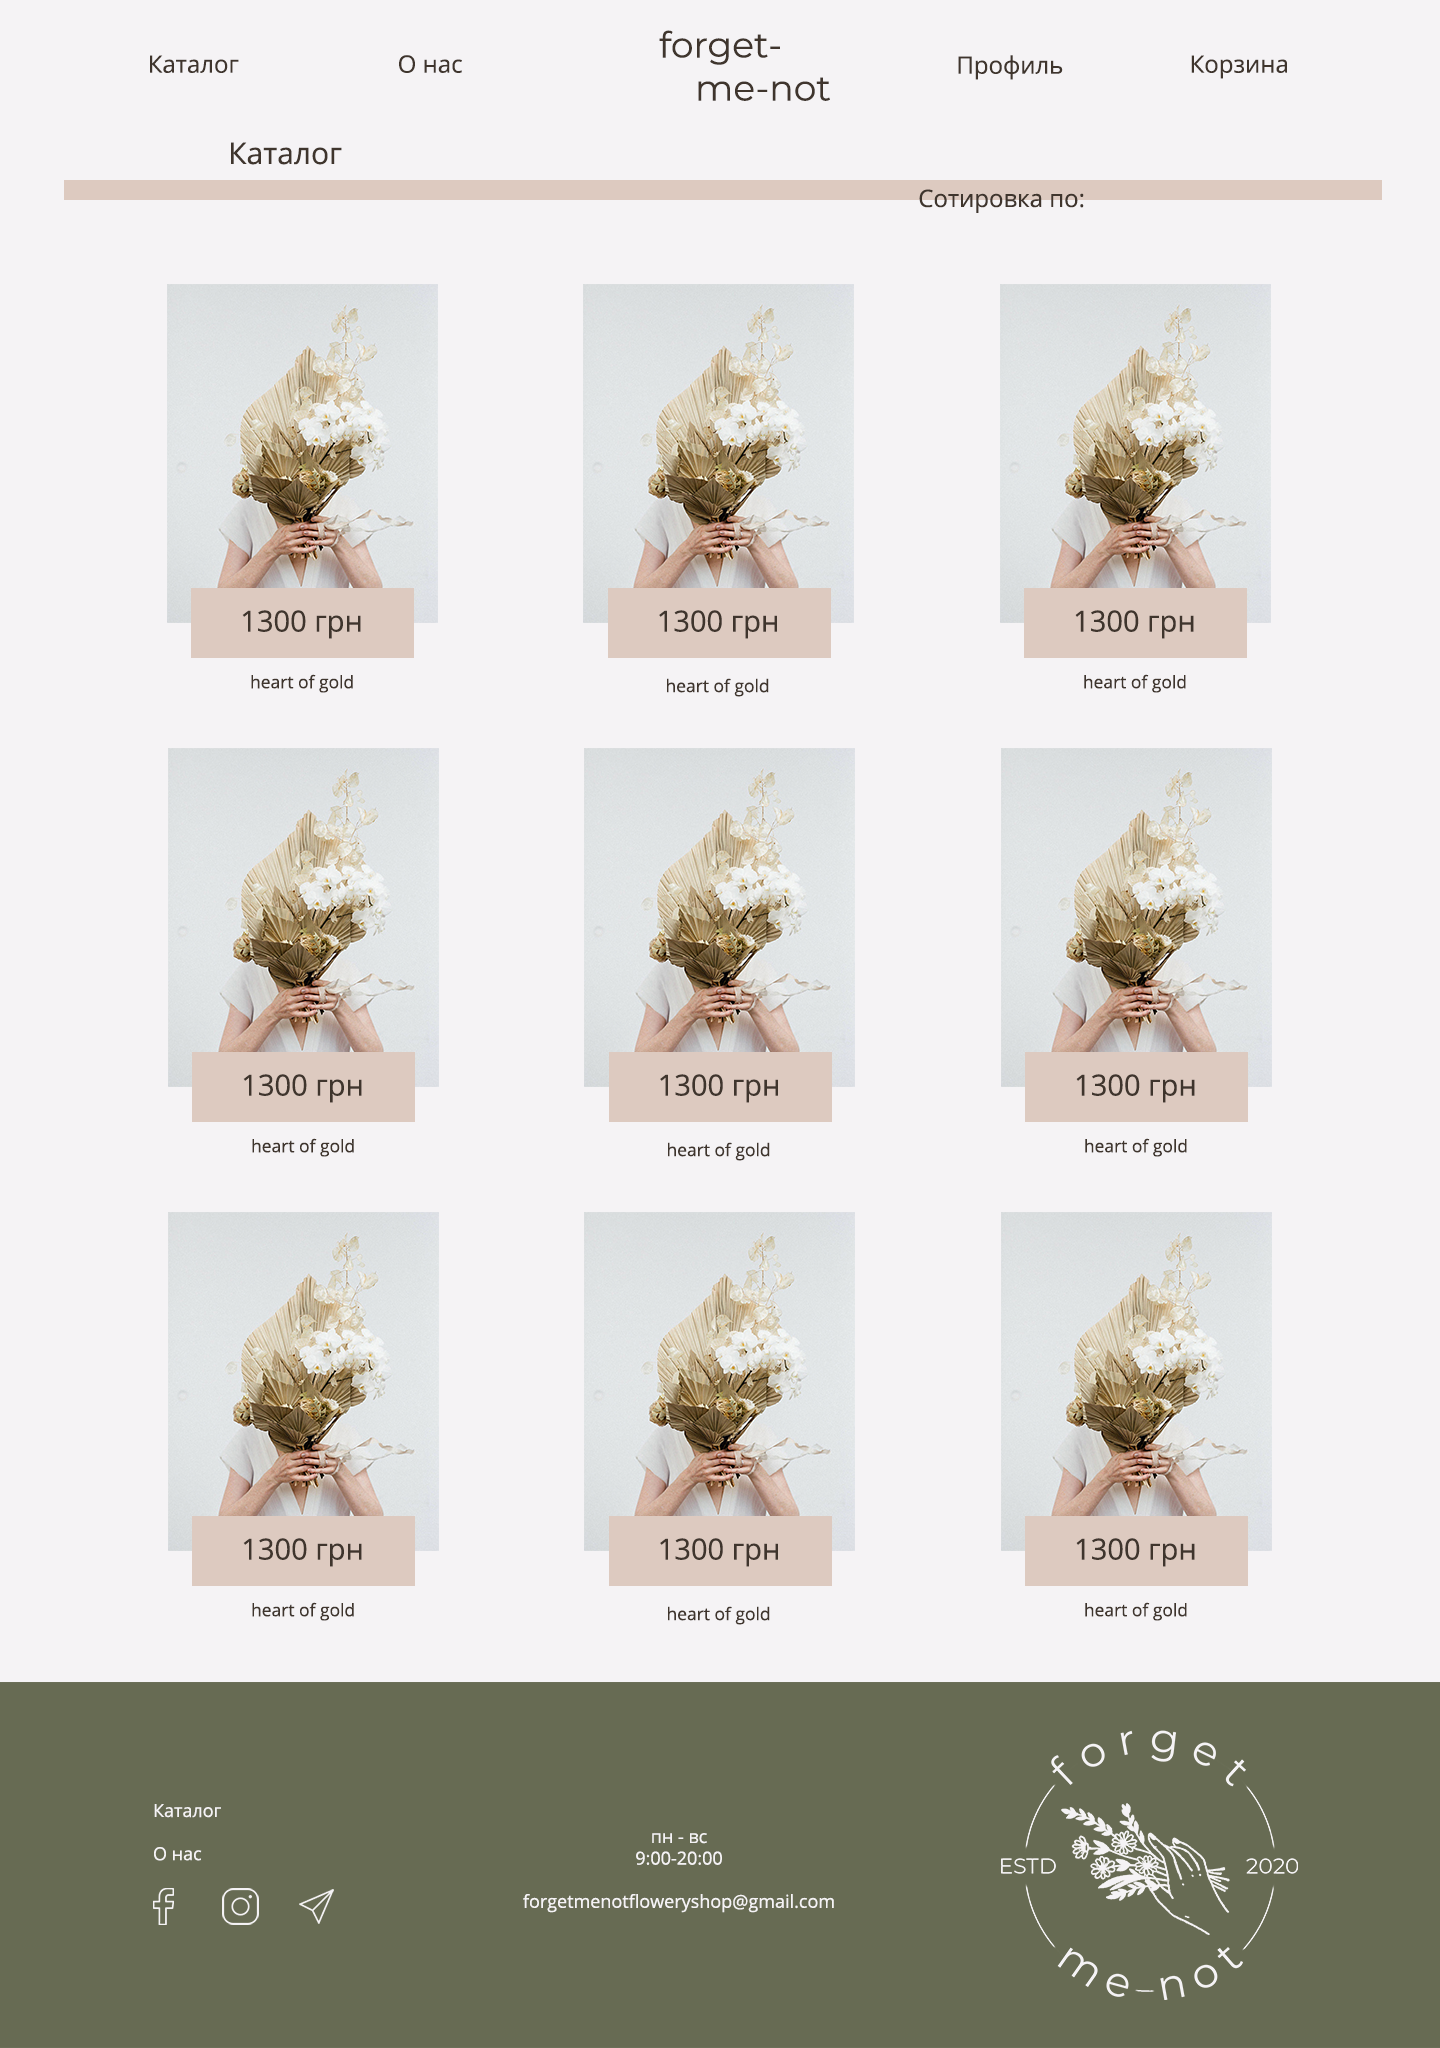 Каталог
О нас
forget-
me-not
Профиль
Корзина
Каталог
Сотировка по:
1300 грн
1300 грн
1300 грн
heart of gold
heart of gold
heart of gold
1300 грн
1300 грн
1300 грн
heart of gold
heart of gold
heart of gold
1300 грн
1300 грн
1300 грн
heart of gold
heart of gold
heart of gold
Каталог
О нас
пн - вс
9:00-20:00
forgetmenotfloweryshop@gmail.com
forget
ESTD
2020
me-not